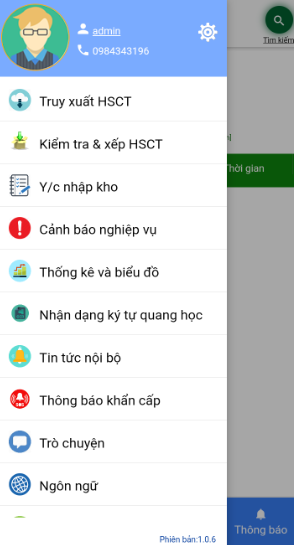 admin
0984343196
Tìm kiếm
Truy xuất HSCT
Kiểm tra & xếp HSCT
Thời gian
Y/c nhập kho
Cảnh báo nghiệp vụ
Thống kê và biểu đồ
Nhận dạng ký tự quang học
Tin tức nội bộ
Thông báo khẩn cấp
SOS
Trò chuyện
Ngôn ngữ
Thông báo
Phiên bản:1.0.6